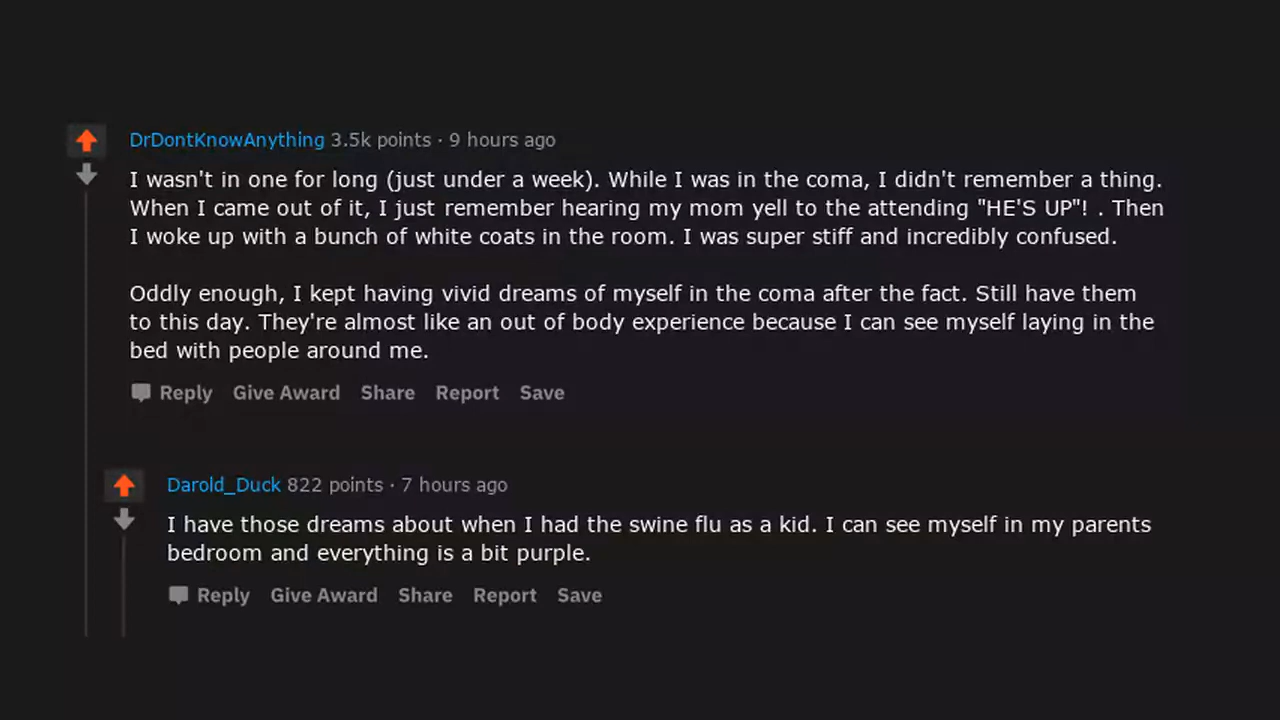 DrDontKnowAnything 3.5k points · 9 hours ago
I wasn't in one for long (just under a week). While I was in the coma, I didn't remember a thing.
When I came out of it, I just remember hearing my mom yell to the attending "HE'S UP"! . Then
I woke up with a bunch of white coats in the room. I was super stiff and incredibly confused.
Oddly enough, I kept having vivid dreams of myself in the coma after the fact. Still have them
to this day. They're almost like an out of body experience because I can see myself laying in the
bed with people around me.
Reply Give Award Share Report Save
Darold_Duck 822 points · 7 hours ago
I have those dreams about when I had the swine flu as a kid. I can see myself in my parents
bedroom and everything is a bit purple.
Reply Give Award Share Report Save